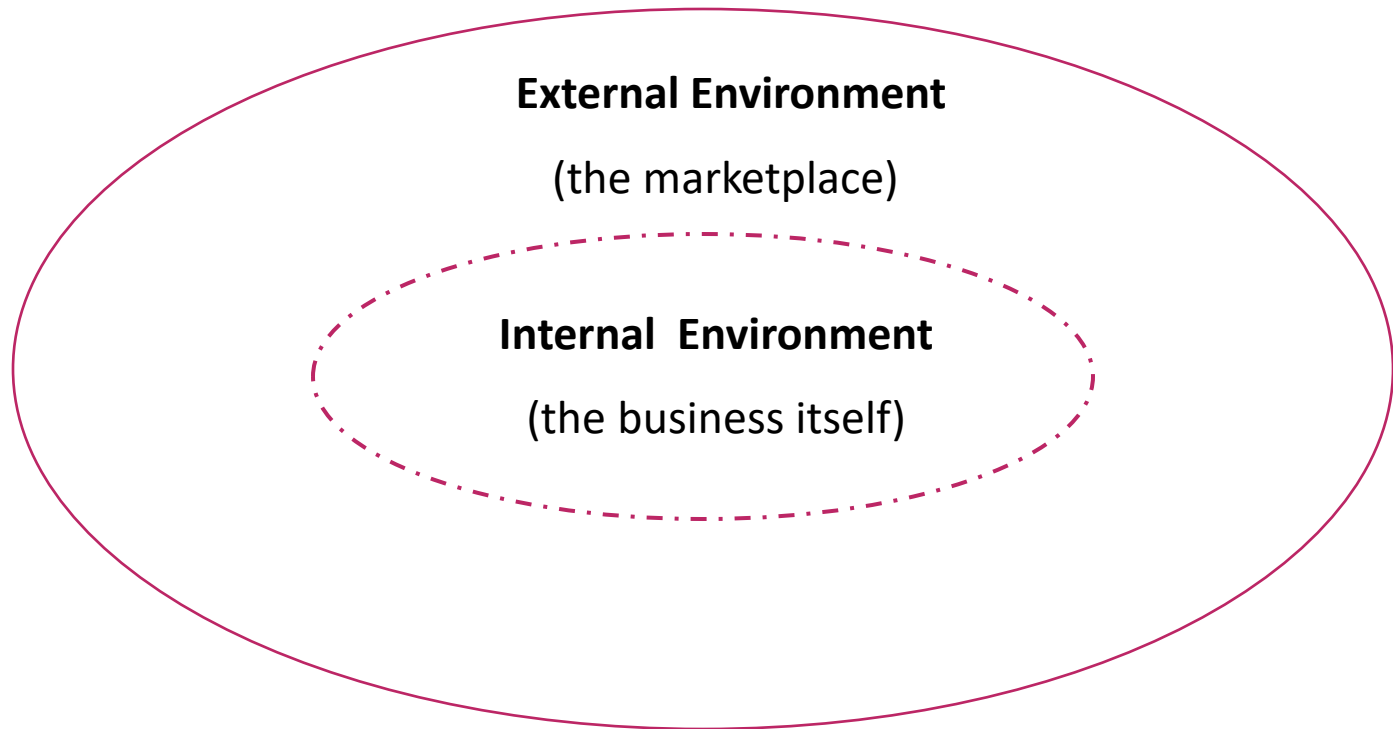 External Environment
(the marketplace)
Internal  Environment
(the business itself)